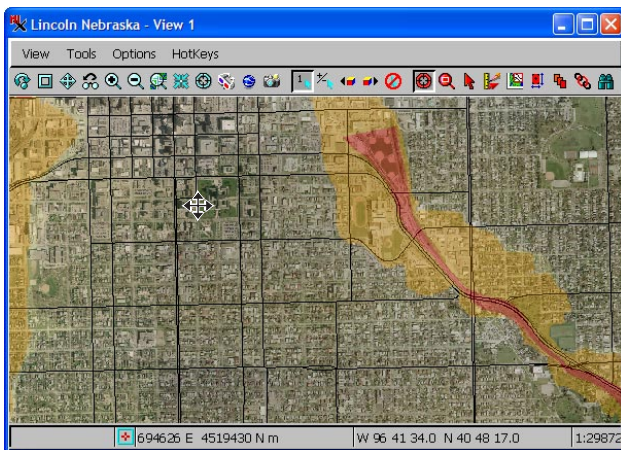 Lincoln Nebraska - View 1
View Tools Options HotKeys
694626 E 4519430 N m W 96 41 34.0 N 40 48 17.0 1:29872